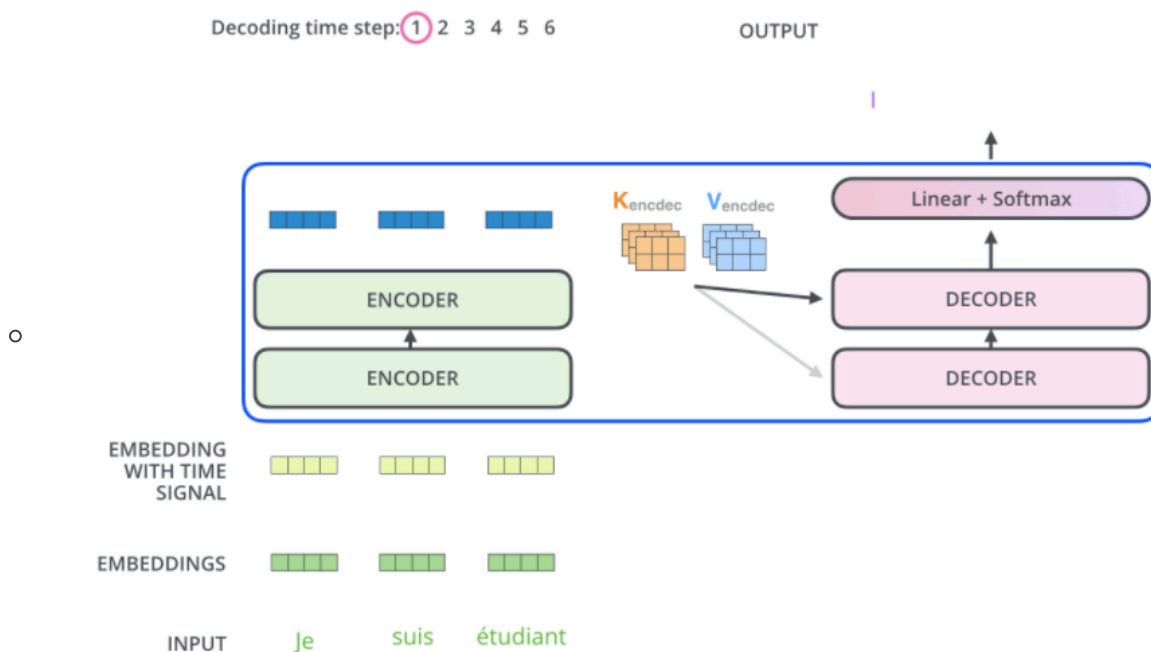 Decoding time step: 1 2 3 4 5 6
OUTPUT
I
Kencdec
Vencdec
Linear + Softmax
ENCODER
DECODER
ENCODER
DECODER
EMBEDDING
WITH TIME
SIGNAL
EMBEDDINGS
INPUT
Je
suis
étudiant